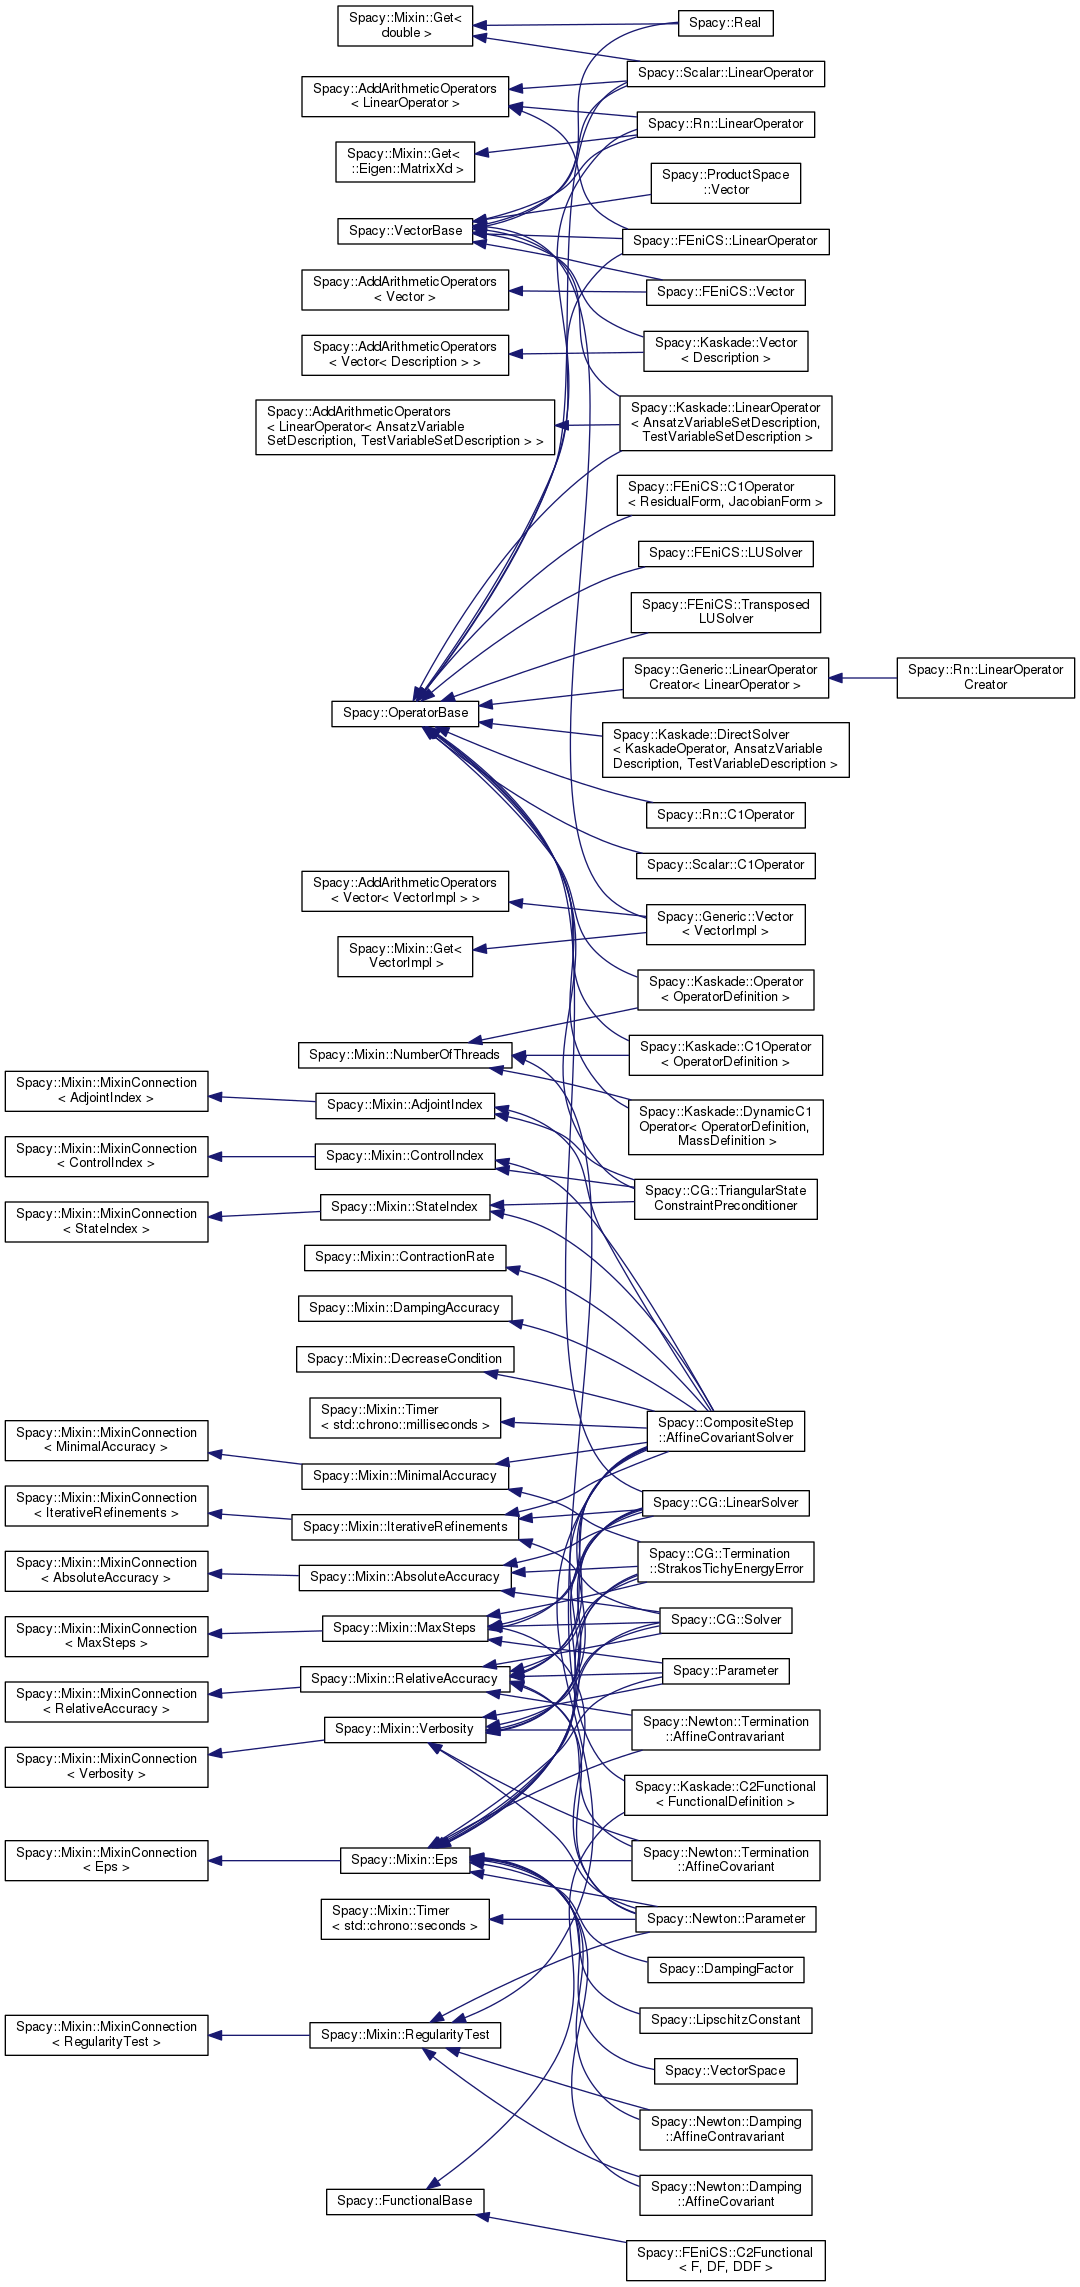 Spacy::Mixin::Get<
double >
Spacy::Real
Spacy::Scalar::LinearOperator
Spacy::AddArithmeticOperators
< LinearOperator >
Spacy::Rn::LinearOperator
Spacy::Mixin::Get<
::Eigen::MatrixXd >
Spacy::ProductSpace
::Vector
Spacy::VectorBase
Spacy::FEniCS::LinearOperator
Spacy::AddArithmeticOperators
< Vector >
Spacy::FEniCS::Vector
Spacy::AddArithmeticOperators
< Vector< Description > >
Spacy::Kaskade::Vector
< Description >
Spacy::AddArithmeticOperators
< LinearOperator< AnsatzVariable
SetDescription, TestVariableSetDescription > >
Spacy::Kaskade::LinearOperator
< AnsatzVariableSetDescription,
TestVariableSetDescription >
Spacy::FEniCS::C1Operator
< ResidualForm, JacobianForm >
Spacy::FEniCS::LUSolver
Spacy::FEniCS::Transposed
LUSolver
Spacy::Generic::LinearOperator
Creator< LinearOperator >
Spacy::Rn::LinearOperator
Creator
Spacy::OperatorBase
Spacy::Kaskade::DirectSolver
< KaskadeOperator, AnsatzVariable
Description, TestVariableDescription >
Spacy::Rn::C1Operator
Spacy::Scalar::C1Operator
Spacy::AddArithmeticOperators
< Vector< VectorImpl > >
Spacy::Generic::Vector
< VectorImpl >
Spacy::Mixin::Get<
VectorImpl >
Spacy::Kaskade::Operator
< OperatorDefinition >
Spacy::Mixin::NumberOfThreads
Spacy::Kaskade::C1Operator
< OperatorDefinition >
Spacy::Mixin::MixinConnection
< AdjointIndex >
Spacy::Mixin::AdjointIndex
Spacy::Kaskade::DynamicC1
Operator< OperatorDefinition,
MassDefinition >
Spacy::Mixin::MixinConnection
< ControlIndex >
Spacy::Mixin::ControlIndex
Spacy::CG::TriangularState
ConstraintPreconditioner
Spacy::Mixin::MixinConnection
< StateIndex >
Spacy::Mixin::StateIndex
Spacy::Mixin::ContractionRate
Spacy::Mixin::DampingAccuracy
Spacy::Mixin::DecreaseCondition
Spacy::Mixin::Timer
< std::chrono::milliseconds >
Spacy::CompositeStep
::AffineCovariantSolver
Spacy::Mixin::MixinConnection
< MinimalAccuracy >
Spacy::Mixin::MinimalAccuracy
Spacy::Mixin::MixinConnection
< IterativeRefinements >
Spacy::Mixin::IterativeRefinements
Spacy::CG::LinearSolver
Spacy::Mixin::MixinConnection
< AbsoluteAccuracy >
Spacy::Mixin::AbsoluteAccuracy
Spacy::CG::Termination
::StrakosTichyEnergyError
Spacy::Mixin::MixinConnection
< MaxSteps >
Spacy::Mixin::MaxSteps
Spacy::CG::Solver
Spacy::Mixin::MixinConnection
< RelativeAccuracy >
Spacy::Mixin::RelativeAccuracy
Spacy::Parameter
Spacy::Mixin::MixinConnection
< Verbosity >
Spacy::Mixin::Verbosity
Spacy::Newton::Termination
::AffineContravariant
Spacy::Kaskade::C2Functional
< FunctionalDefinition >
Spacy::Mixin::MixinConnection
< Eps >
Spacy::Mixin::Eps
Spacy::Newton::Termination
::AffineCovariant
Spacy::Mixin::Timer
< std::chrono::seconds >
Spacy::Newton::Parameter
Spacy::DampingFactor
Spacy::Mixin::MixinConnection
< RegularityTest >
Spacy::Mixin::RegularityTest
Spacy::LipschitzConstant
Spacy::VectorSpace
Spacy::Newton::Damping
::AffineContravariant
Spacy::Newton::Damping
::AffineCovariant
Spacy::FunctionalBase
Spacy::FEniCS::C2Functional
< F, DF, DDF >